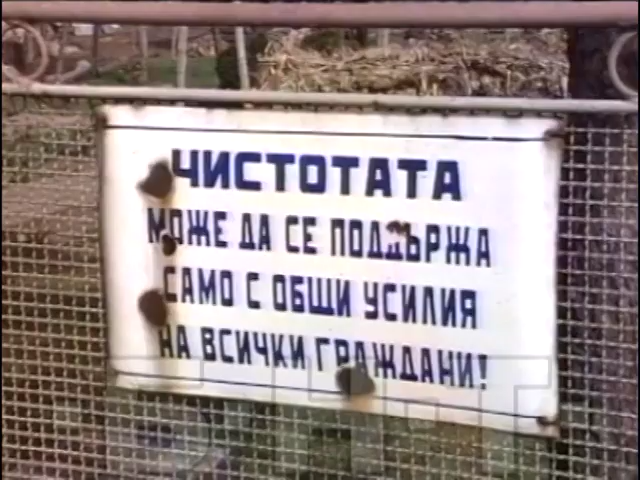 ЧИСТОТАТА
МОЖЕ ДА СЕ ПОДДЪРЖА
САМО С ОБЩИ УСИЛИЯ
НА ВСИЧКИ ГРАЖДАНИ!